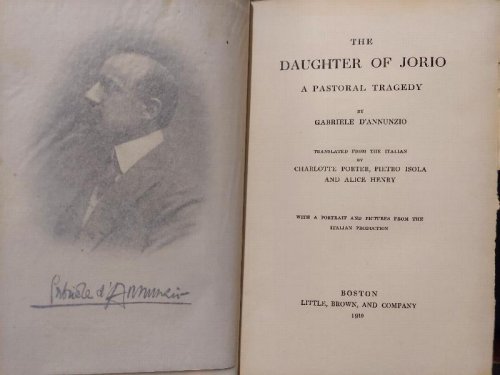 Gabriele d'Annunzio
THE
DAUGHTER OF JORIO
A PASTORAL TRAGEDY
BY
GABRIELE D'ANNUNZIO
TRANSLATED FROM THE ITALIAN
BY
CHARLOTTE PORTER, PIETRO ISOLA
AND ALICE HENRY
WITH A PORTRAIT AND PICTURES FROM THE
ITALIAN PRODUCTION
BOSTON
LITTLE, BROWN, AND COMPANY
1910